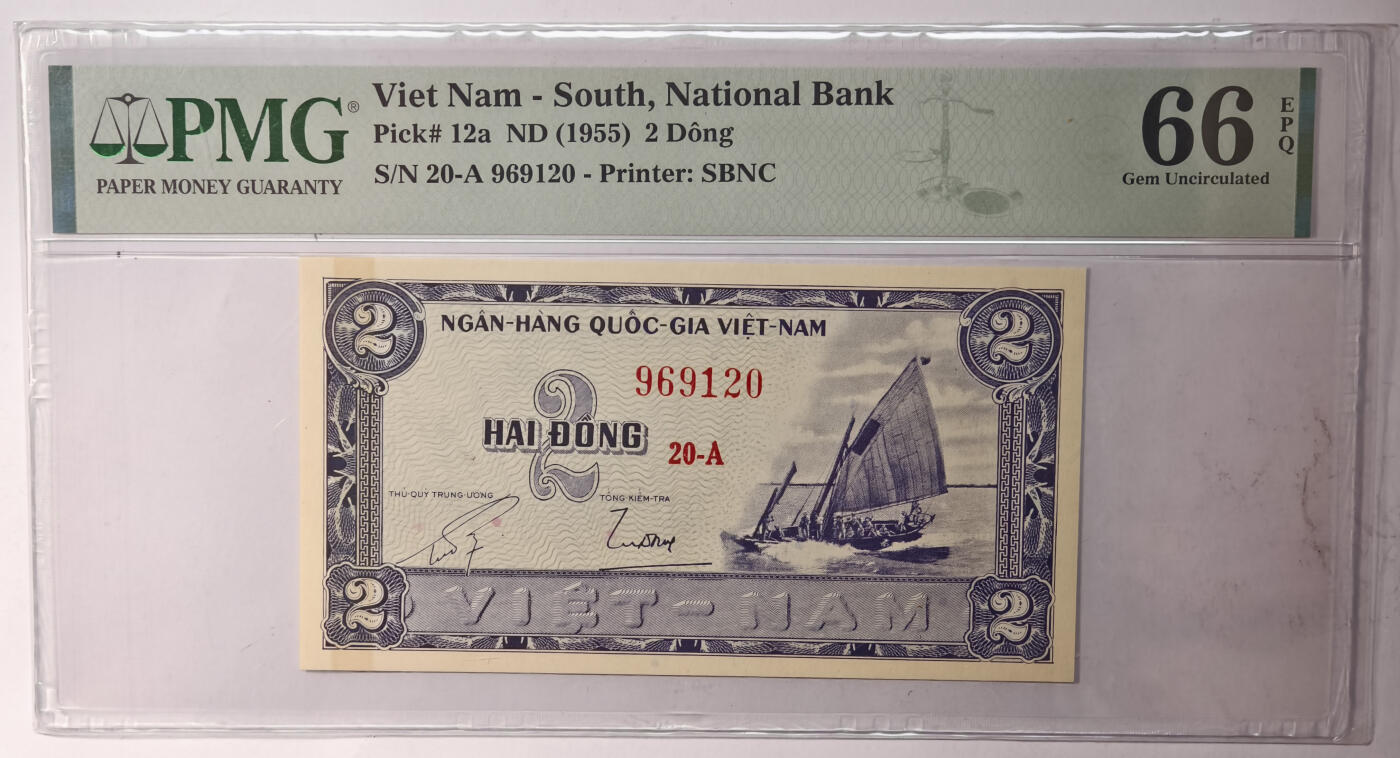 PMG®
PAPER MONEY GUARANTY
Viet Nam - South, National Bank
Pick# 12a ND (1955) 2 Dông
S/N 20-A 969120 - Printer: SBNC
66
EPQ
Gem Uncirculated
2
2
NGÂN-HÀNG QUỐC-GIA VIỆT-NAM
969120
2
HAI ĐỒNG
20-A
THỦ-QUỸ TRUNG-ƯƠNG
TỔNG-KIỂM-TRA
VIỆT-NAM
2
2